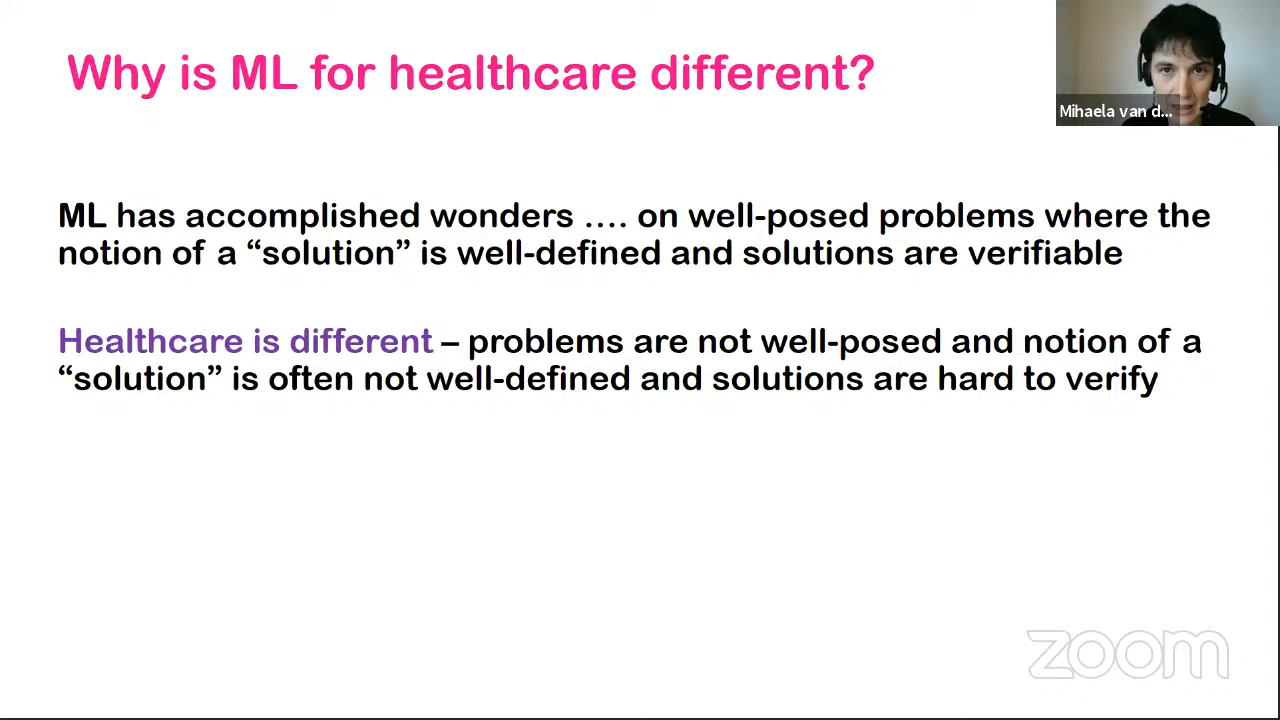 Why is ML for healthcare different?
Mihaela van d...
ML has accomplished wonders .... on well-posed problems where the
notion of a “solution” is well-defined and solutions are verifiable
Healthcare is different – problems are not well-posed and notion of a
“solution” is often not well-defined and solutions are hard to verify
zoom